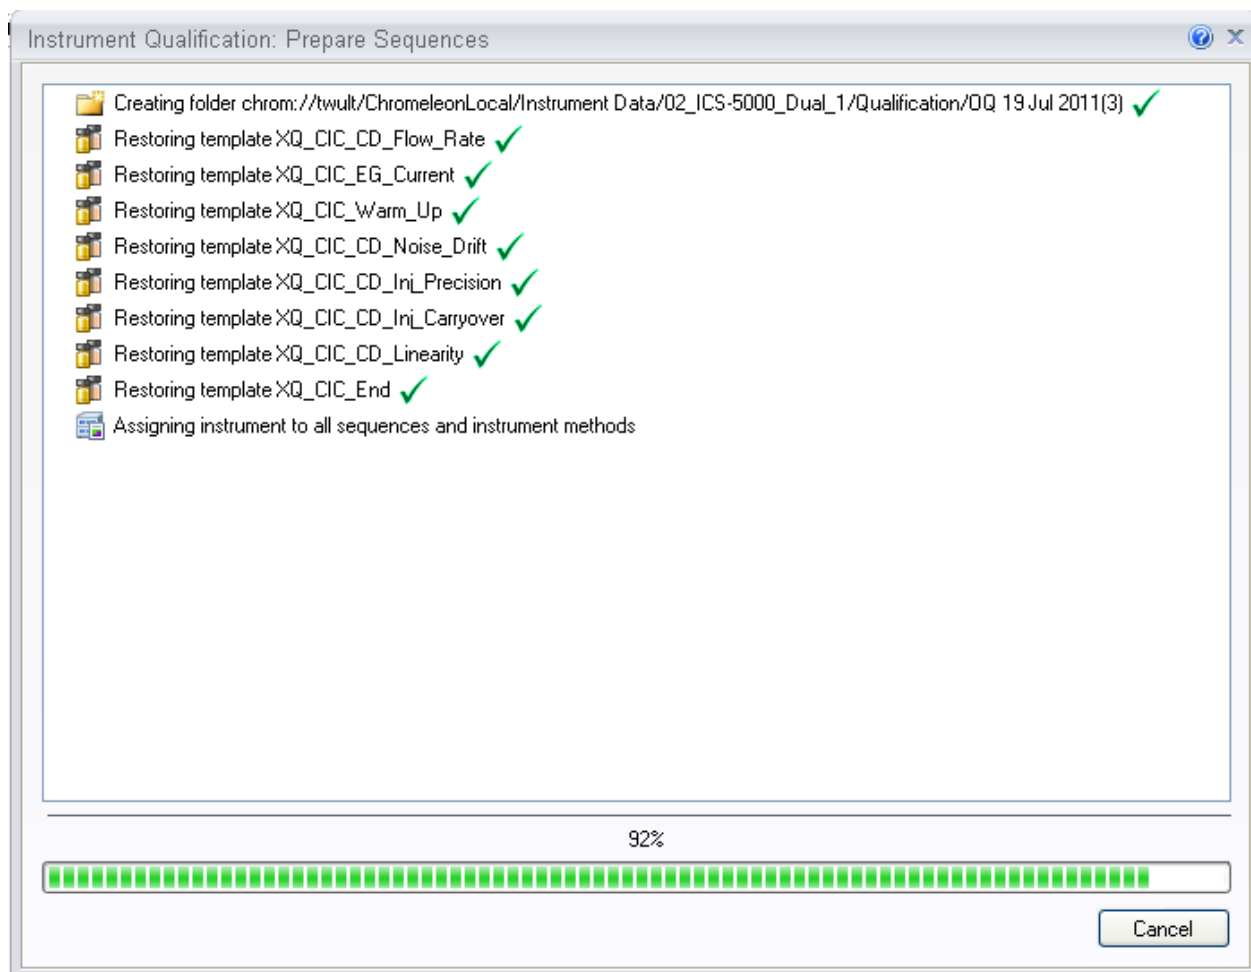 Instrument Qualification: Prepare Sequences
Creating folder chrom://twult/ChromeleonLocal/Instrument Data/02_ICS-5000_Dual_1/Qualification/OQ 19 Jul 2011(3)
Restoring template XQ_CIC_CD_Flow_Rate
Restoring template XQ_CIC_EG_Current
Restoring template XQ_CIC_Warm_Up
Restoring template XQ_CIC_CD_Noise_Drift
Restoring template XQ_CIC_CD_Inj_Precision
Restoring template XQ_CIC_CD_Inj_Carryover
Restoring template XQ_CIC_CD_Linearity
Restoring template XQ_CIC_End
Assigning instrument to all sequences and instrument methods
92%
Cancel